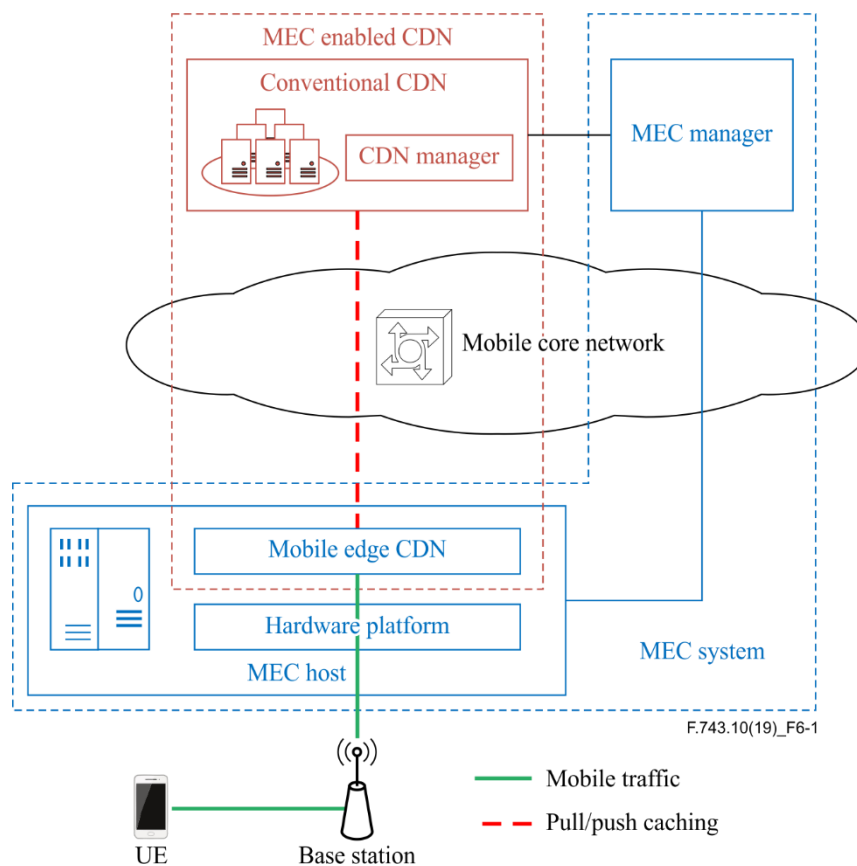 MEC enabled CDN
Conventional CDN
CDN manager
MEC manager
Mobile core network
Mobile edge CDN
Hardware platform
MEC host
MEC system
F.743.10(19)_F6-1
Mobile traffic
Pull/push caching
UE
Base station